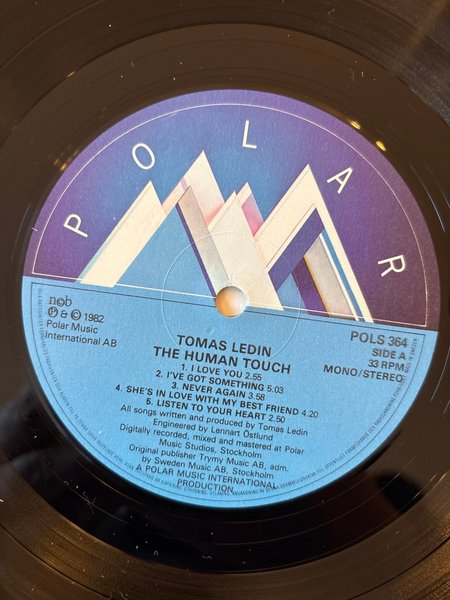 POLAR
ncb
Ⓟ & © 1982
Polar Music
International AB
POLS 364
SIDE A
33 RPM
MONO/STEREO
TOMAS LEDIN
THE HUMAN TOUCH
1. I LOVE YOU 2.55
2. I'VE GOT SOMETHING 5.03
3. NEVER AGAIN 3.58
4. SHE'S IN LOVE WITH MY BEST FRIEND 4.20
5. LISTEN TO YOUR HEART 2.50
All songs written and produced by Tomas Ledin
Engineered by Lennart Östlund
Digitally recorded, mixed and mastered at Polar
Music Studios, Stockholm
Original publisher Trymy Music AB, adm.
by Sweden Music AB, Stockholm
A POLAR MUSIC INTERNATIONAL
PRODUCTION